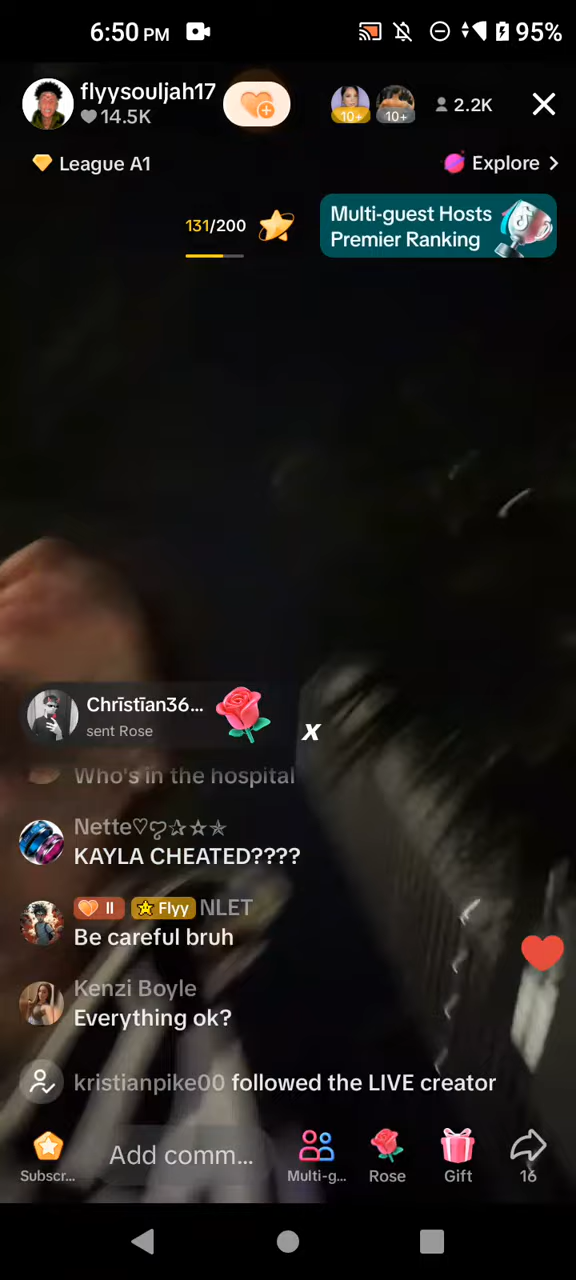 6:50 PM
95%
flyysouljah17
14.5K
10+
10+
2.2K
League A1
Explore
131/200
Multi-guest Hosts
Premier Ranking
Chrīstīan36...
sent Rose
x
Who's in the hospital
Nette♡ღ✰☆★
KAYLA CHEATED????
II Flyy NLET
Be careful bruh
Kenzi Boyle
Everything ok?
kristianpike00 followed the LIVE creator
Add comm...
Subscr...
Multi-g...
Rose
Gift
16